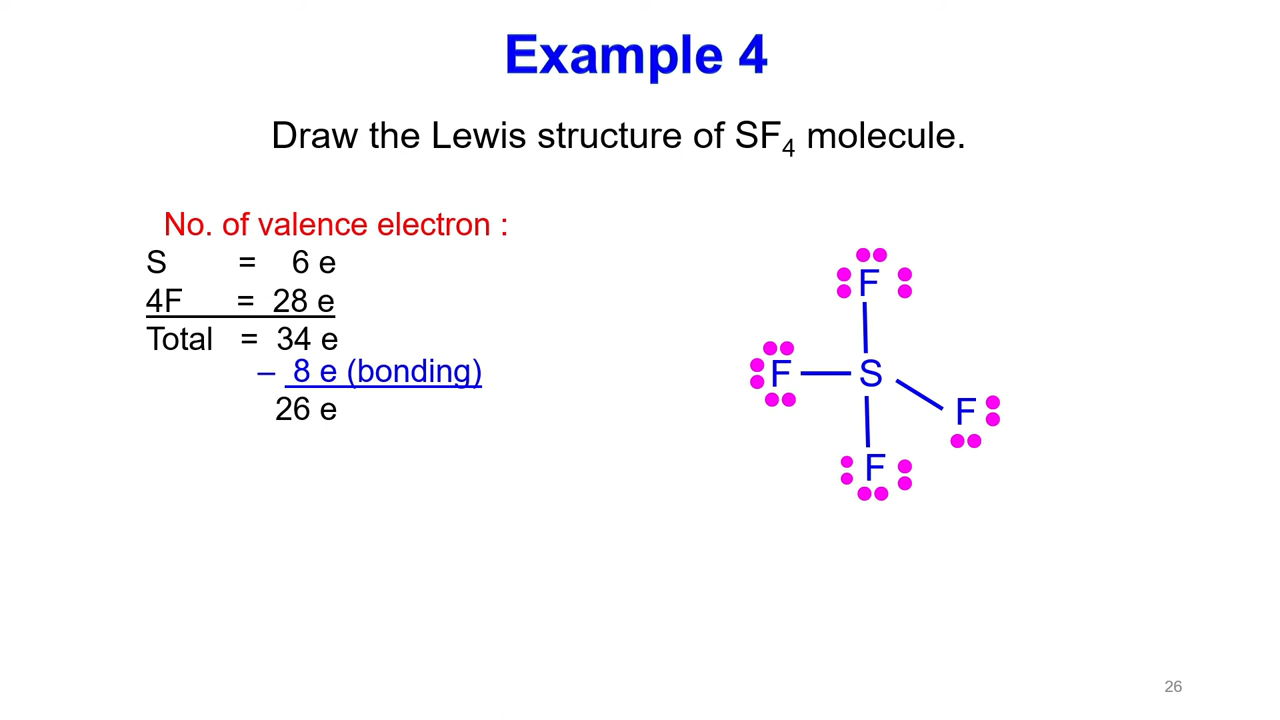 Example 4
Draw the Lewis structure of SF₄ molecule.
No. of valence electron :
S = 6 e
4F = 28 e
Total = 34 e
– 8 e (bonding)
26 e
F
F S
F
F
26